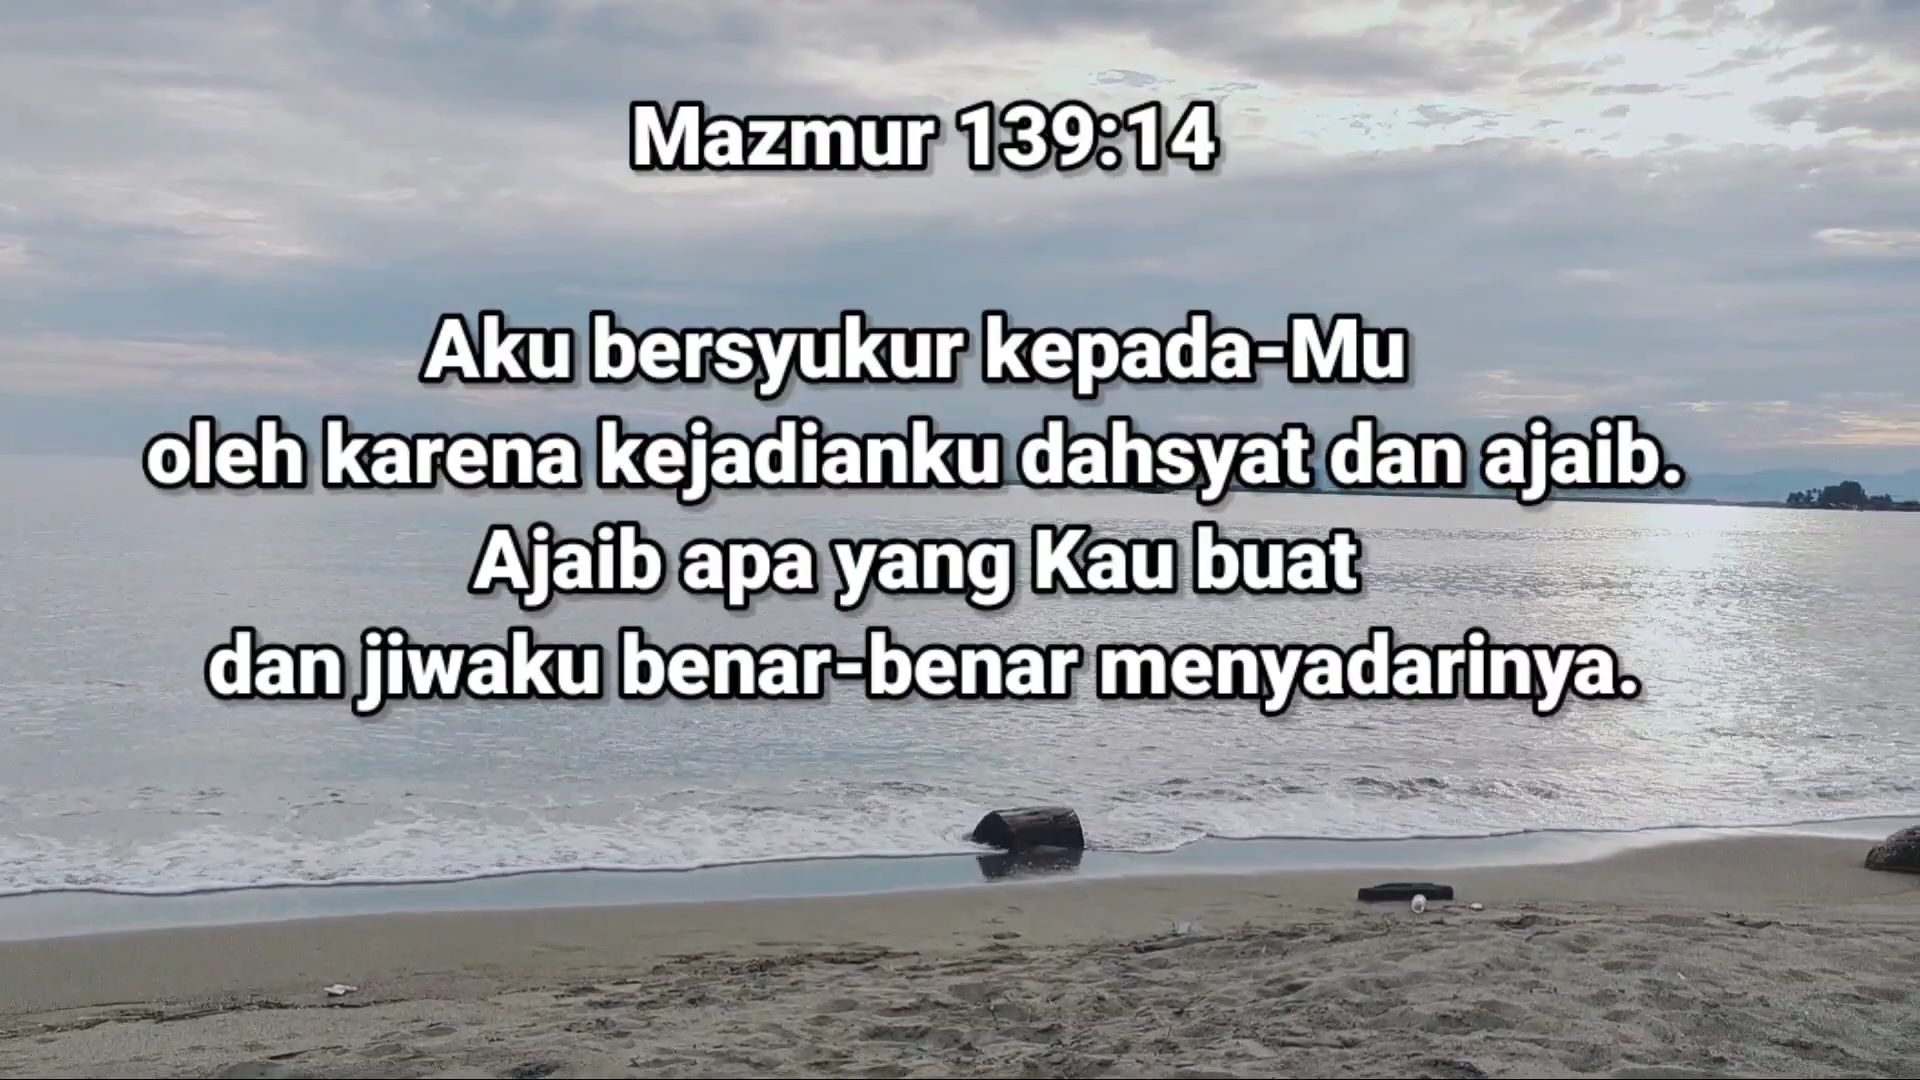 Mazmur 139:14
Aku bersyukur kepada-Mu
oleh karena kejadianku dahsyat dan ajaib.
Ajaib apa yang Kau buat
dan jiwaku benar-benar menyadarinya.